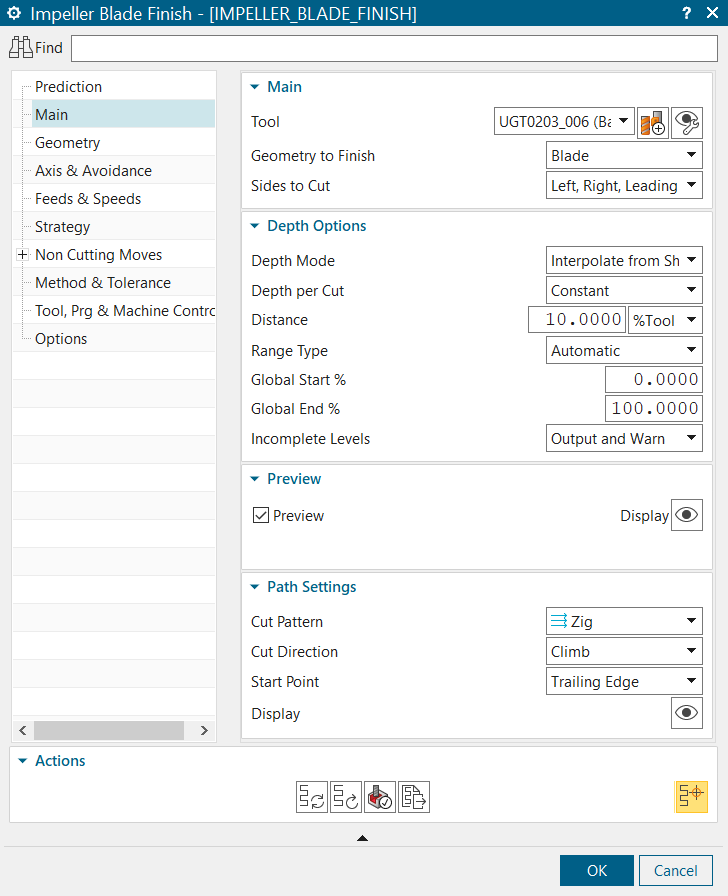 Impeller Blade Finish - [IMPELLER_BLADE_FINISH] ? ×
Find
Prediction
Main
Geometry
Axis & Avoidance
Feeds & Speeds
Strategy
Non Cutting Moves
Method & Tolerance
Tool, Prg & Machine Contro
Options
Main
Tool UGT0203_006 (Ba
Geometry to Finish Blade
Sides to Cut Left, Right, Leading
Depth Options
Depth Mode Interpolate from Sh
Depth per Cut Constant
Distance 10.0000 %Tool
Range Type Automatic
Global Start % 0.0000
Global End % 100.0000
Incomplete Levels Output and Warn
Preview
Preview Display
Path Settings
Cut Pattern Zig
Cut Direction Climb
Start Point Trailing Edge
Display
Actions
OK Cancel